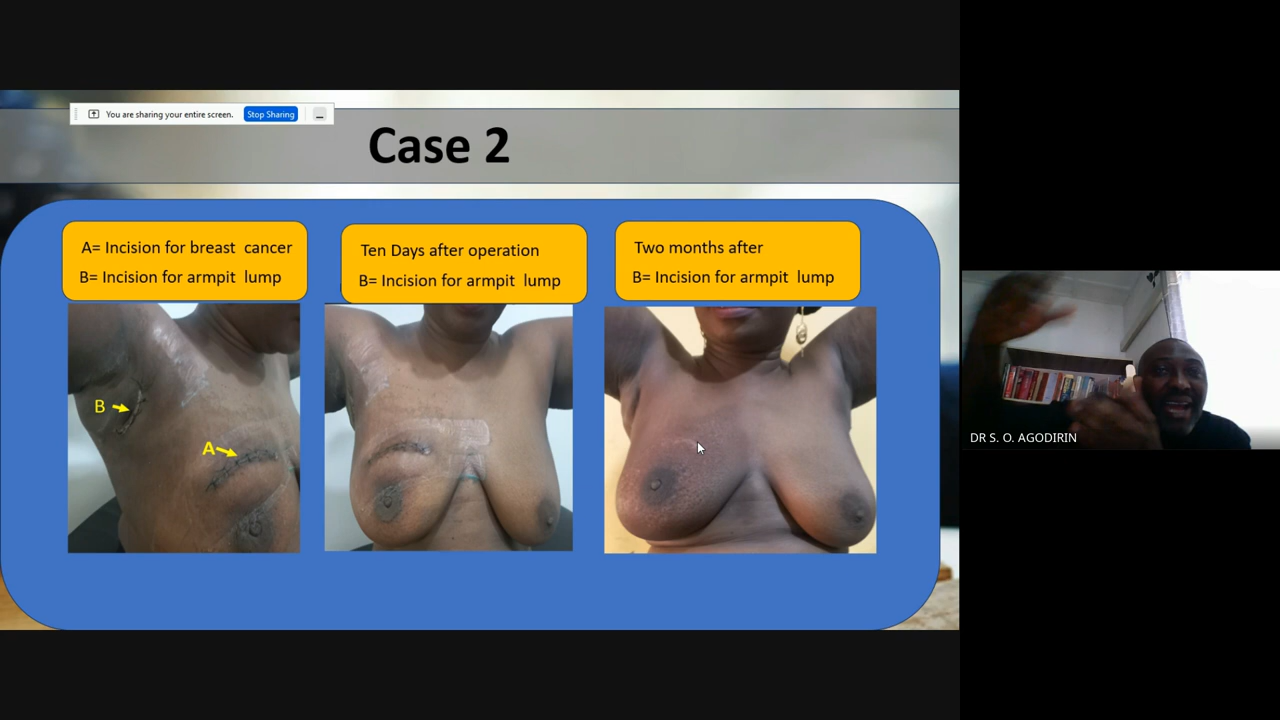 You are sharing your entire screen. Stop Sharing
Case 2
A= Incision for breast cancer
B= Incision for armpit lump
Ten Days after operation
B= Incision for armpit lump
Two months after
B= Incision for armpit lump
B
A
DR S. O. AGODIRIN